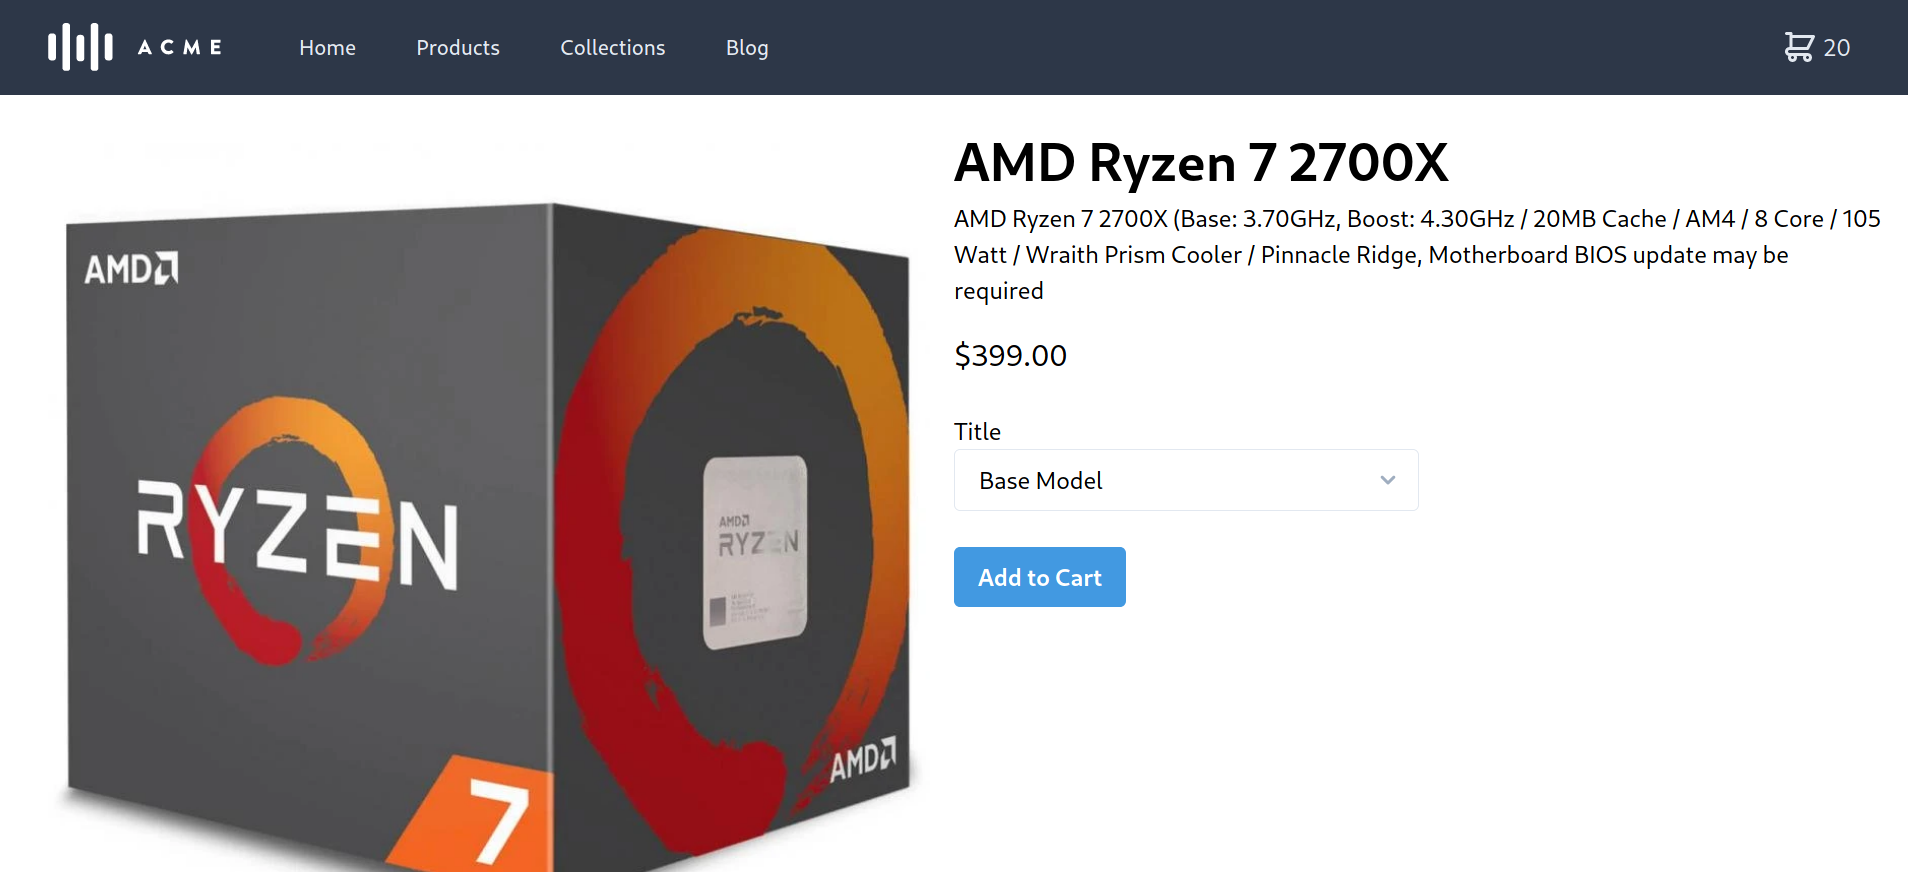 ACME
Home
Products
Collections
Blog
20
AMD Ryzen 7 2700X
AMD Ryzen 7 2700X (Base: 3.70GHz, Boost: 4.30GHz / 20MB Cache / AM4 / 8 Core / 105
Watt / Wraith Prism Cooler / Pinnacle Ridge, Motherboard BIOS update may be
required
$399.00
Title
Base Model
Add to Cart
AMD
RYZEN
7
AMD
RYZEN
AMD